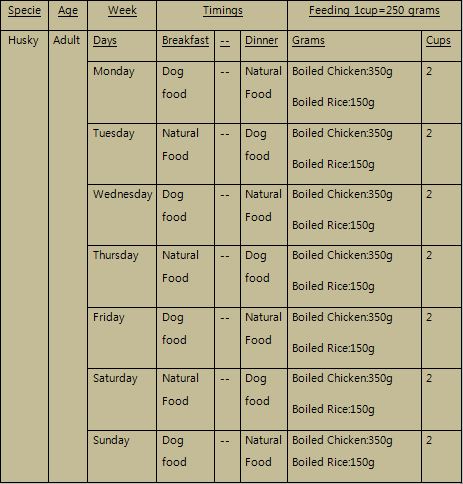 Specie Age Week Timings Feeding 1cup=250 grams
Husky Adult Days Breakfast -- Dinner Grams Cups
Monday Dog -- Natural Boiled Chicken:350g 2
food Food
Boiled Rice:150g
Tuesday Natural -- Dog Boiled Chicken:350g 2
Food food
Boiled Rice:150g
Wednesday Dog -- Natural Boiled Chicken:350g 2
food Food
Boiled Rice:150g
Thursday Natural -- Dog Boiled Chicken:350g 2
Food food
Boiled Rice:150g
Friday Dog -- Natural Boiled Chicken:350g 2
food Food
Boiled Rice:150g
Saturday Natural -- Dog Boiled Chicken:350g 2
Food food
Boiled Rice:150g
Sunday Dog -- Natural Boiled Chicken:350g 2
food Food Boiled Rice:150g